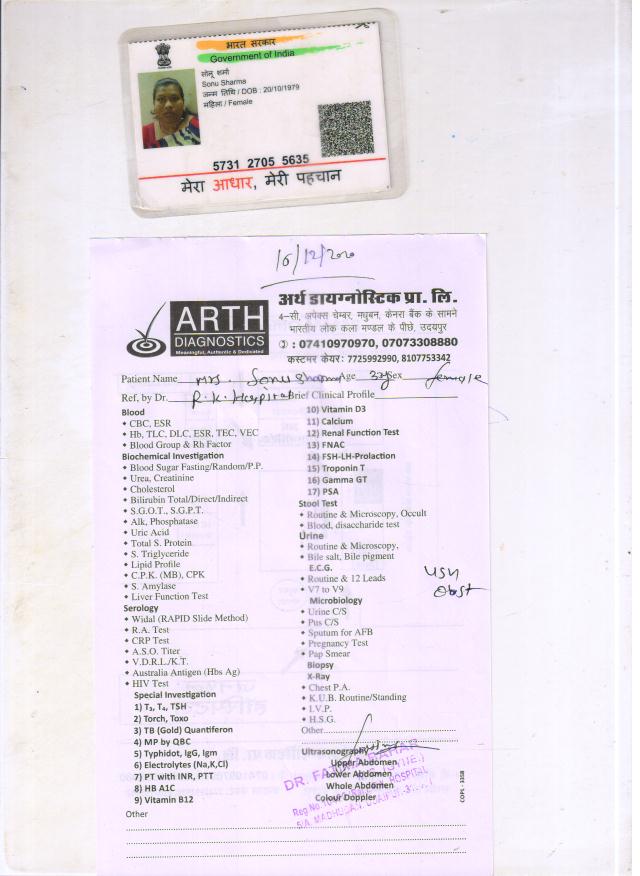 भारत सरकार
Government of India
सोनू शर्मा
Sonu Sharma
जन्म तिथि / DOB : 20/10/1979
महिला / Female
5731 2705 5635
मेरा आधार, मेरी पहचान
16/12/2020
ARTH
DIAGNOSTICS
Meaningful, Authentic & Dedicated
अर्थ डायग्नोस्टिक प्रा. लि.
4-सी, अपेक्स चेम्बर, मधुबन, केनरा बैंक के सामने
भारतीय लोक कला मण्डल के पीछे, उदयपुर
: 07410970970, 07073308880
कस्टमर केयर: 7725992990, 8107753342
Patient Name Mrs. Sonu Sharma Age Sex female
Ref, by Dr. R.K. Hospital Brief Clinical Profile
Blood
CBC, ESR
Hb, TLC, DLC, ESR, TEC, VEC
Blood Group & Rh Factor
Biochemical Investigation
Blood Sugar Fasting/Random/P.P.
Urea, Creatinine
Cholesterol
Bilirubin Total/Direct/Indirect
S.G.O.T., S.G.P.T.
Alk, Phosphatase
Uric Acid
Total S. Protein
S. Triglyceride
Lipid Profile
C.P.K. (MB), CPK
S. Amylase
Liver Function Test
Serology
Widal (RAPID Slide Method)
R.A. Test
CRP Test
A.S.O. Titer
V.D.R.L./K.T.
Australia Antigen (Hbs Ag)
HIV Test
Special Investigation
1) T₃, T₄, TSH
2) Torch, Toxo
3) TB (Gold) Quantiferon
4) MP by QBC
5) Typhidot, IgG, Igm
6) Electrolytes (Na,K,Cl)
7) PT with INR, PTT
8) HB A1C
9) Vitamin B12
Other
10) Vitamin D3
11) Calcium
12) Renal Function Test
13) FNAC
14) FSH-LH-Prolaction
15) Troponin T
16) Gamma GT
17) PSA
Stool Test
Routine & Microscopy, Occult
Blood, disaccharide test
Urine
Routine & Microscopy,
Bile salt, Bile pigment
E.C.G.
Routine & 12 Leads
V7 to V9
Microbiology
Urine C/S
Pus C/S
Sputum for AFB
Pregnancy Test
Pap Smear
Biopsy
X-Ray
Chest P.A.
K.U.B. Routine/Standing
I.V.P.
H.S.G.
Other
Ultrasonography
Upper Abdomen
Lower Abdomen
Whole Abdomen
Colour Doppler
USG
Obst
DR.
Reg No. HOSPITAL
5/A, MADHUBAN, UDAIPUR